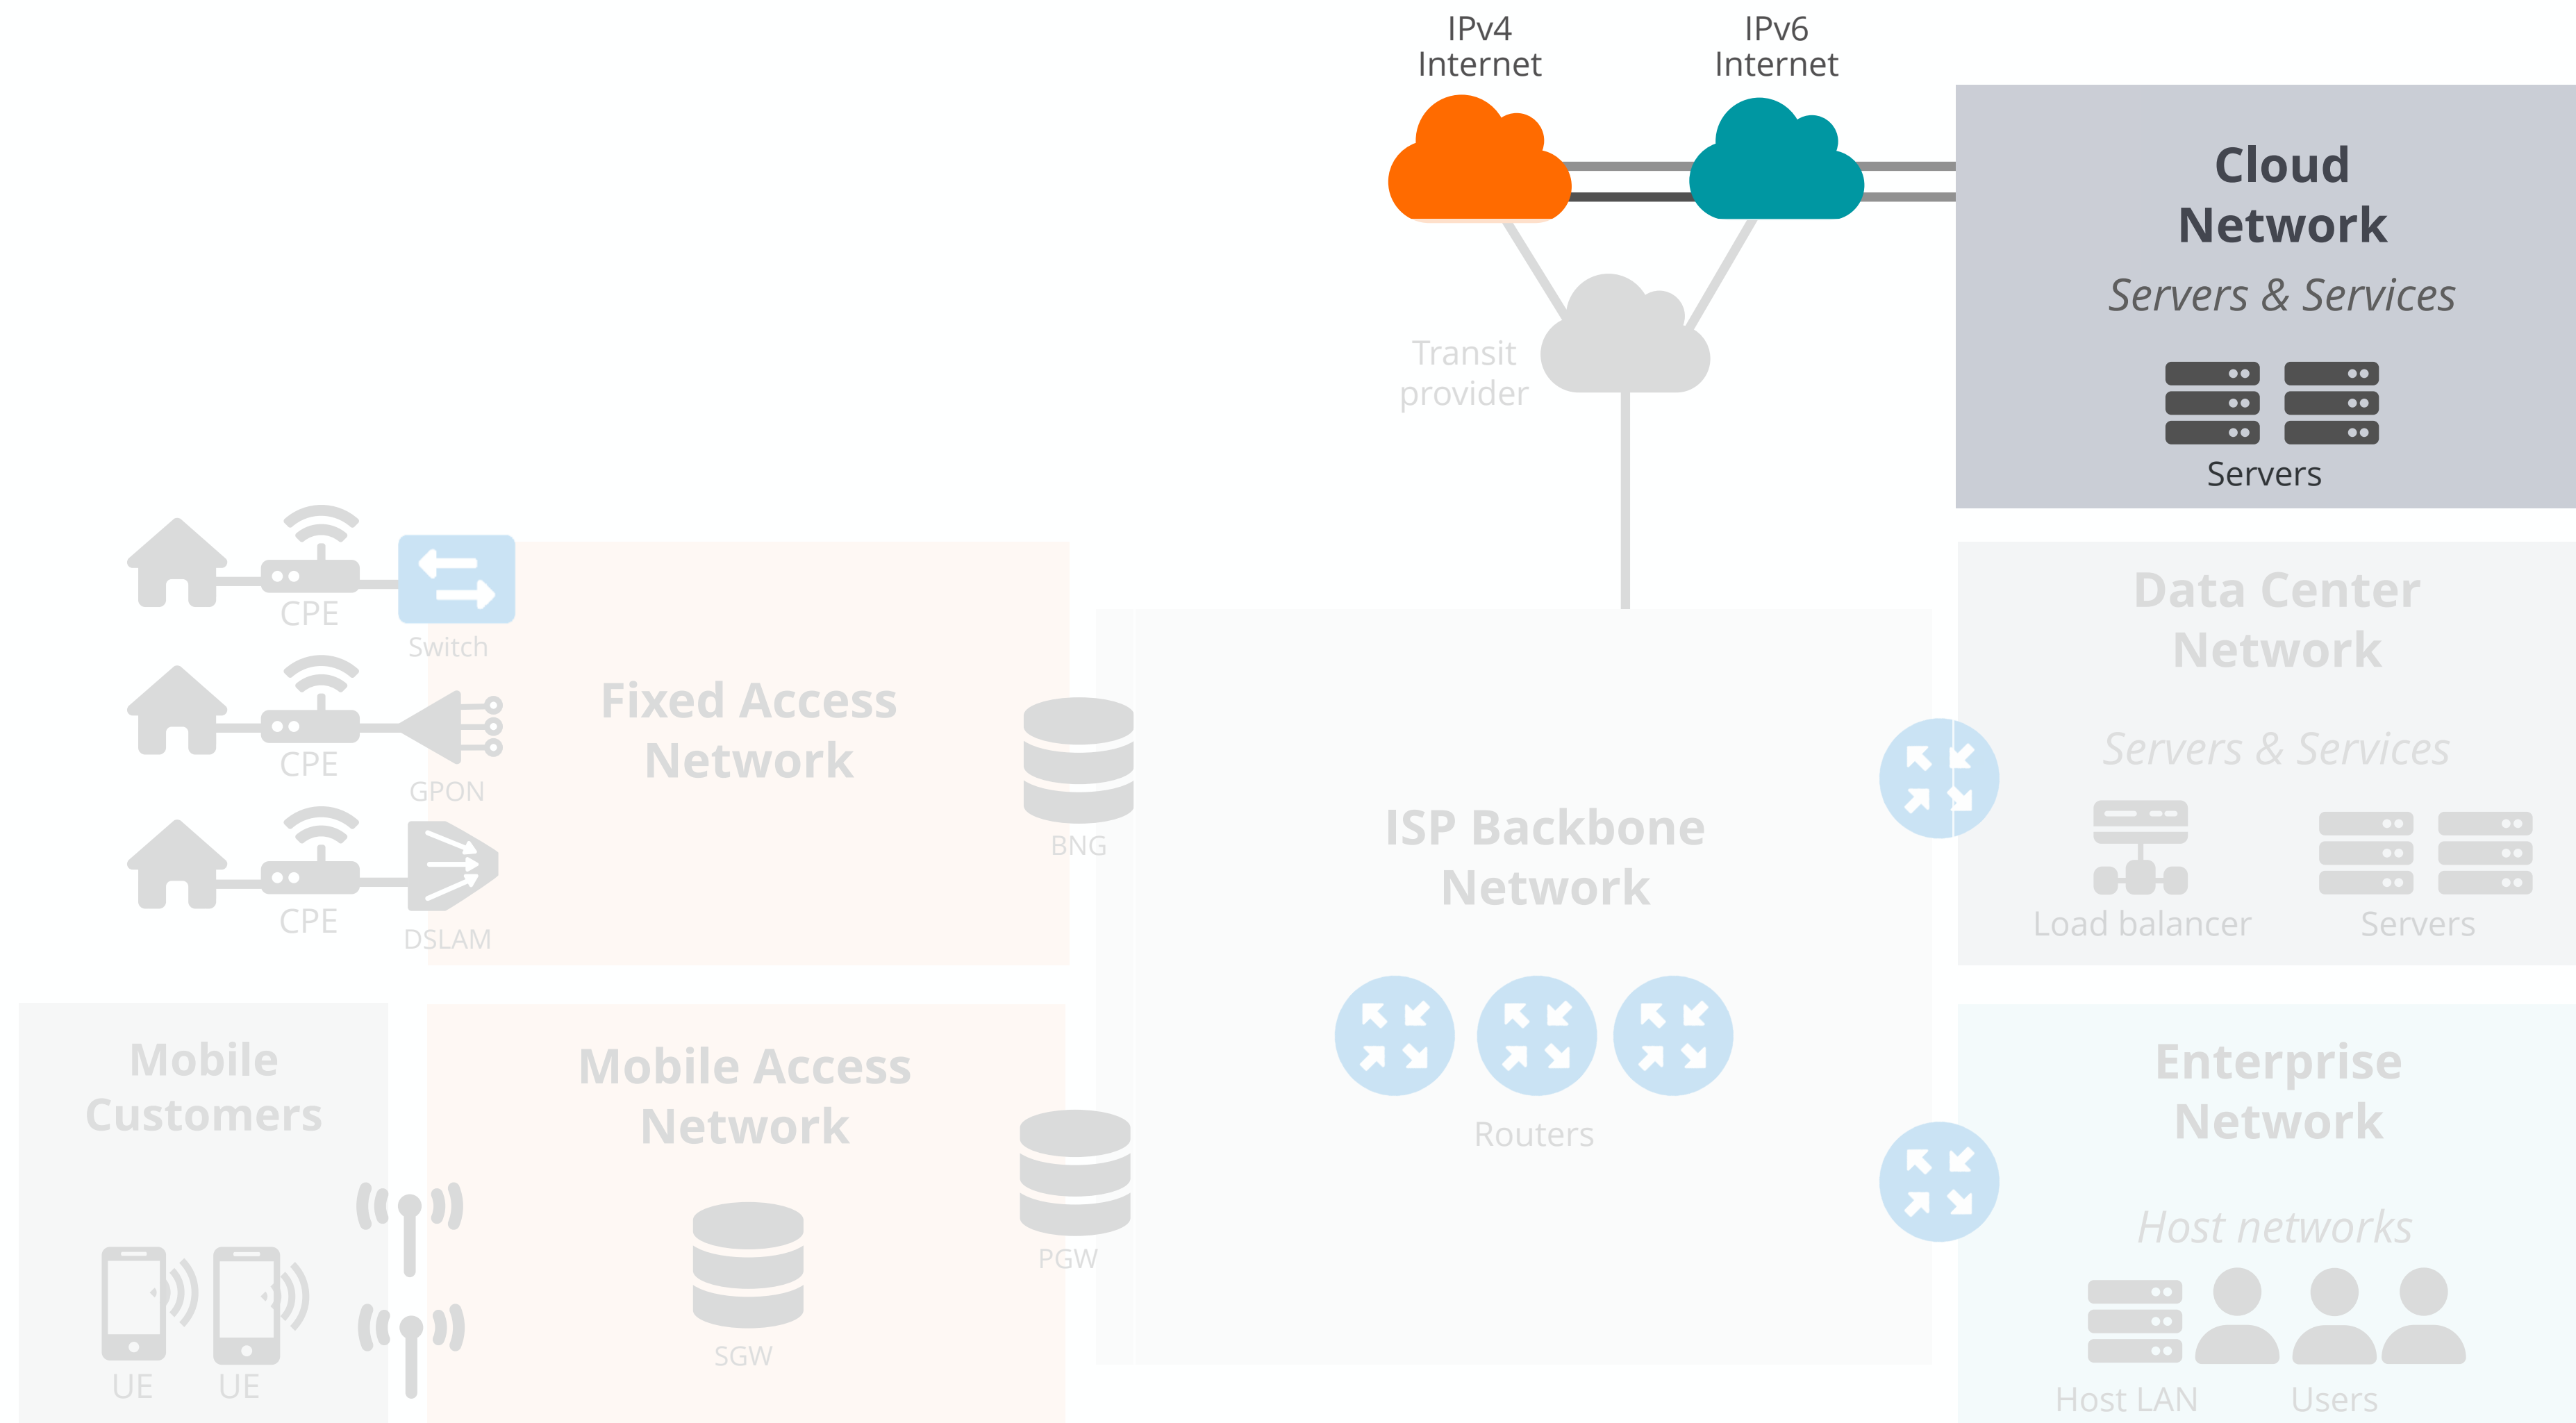 IPv4
Internet
IPv6
Internet
Cloud
Network
Servers & Services
Servers
Transit
provider
CPE
Switch
CPE
GPON
CPE
DSLAM
Fixed Access
Network
BNG
ISP Backbone
Network
Routers
Data Center
Network
Servers & Services
Load balancer
Servers
Mobile
Customers
UE
UE
Mobile Access
Network
SGW
PGW
Enterprise
Network
Host networks
Host LAN
Users